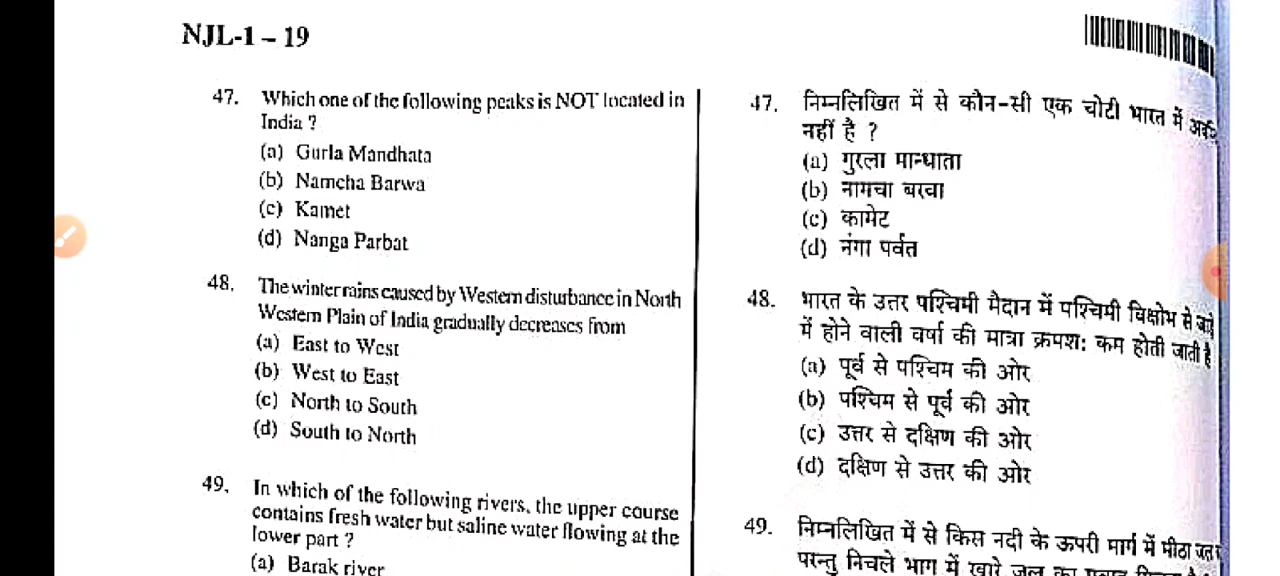 NJL-1 – 19
47. Which one of the following peaks is NOT located in
India ?
(a) Gurla Mandhata
(b) Namcha Barwa
(c) Kamet
(d) Nanga Parbat
48. The winter rains caused by Western disturbance in North
Western Plain of India gradually decreases from
(a) East to West
(b) West to East
(c) North to South
(d) South to North
49. In which of the following rivers, the upper course
contains fresh water but saline water flowing at the
lower part ?
(a) Barak river
47. निम्नलिखित में से कौन-सी एक चोटी भारत में
नहीं है ?
(a) गुरला मान्धाता
(b) नामचा बरवा
(c) कामेट
(d) नंगा पर्वत
48. भारत के उत्तर पश्चिमी मैदान में पश्चिमी विक्षोभ से
में होने वाली वर्षा की मात्रा क्रमश: कम होती जाती है
(a) पूर्व से पश्चिम की ओर
(b) पश्चिम से पूर्व की ओर
(c) उत्तर से दक्षिण की ओर
(d) दक्षिण से उत्तर की ओर
49. निम्नलिखित में से किस नदी के ऊपरी मार्ग में मीठा जल
परन्तु निचले भाग में खारे जल का